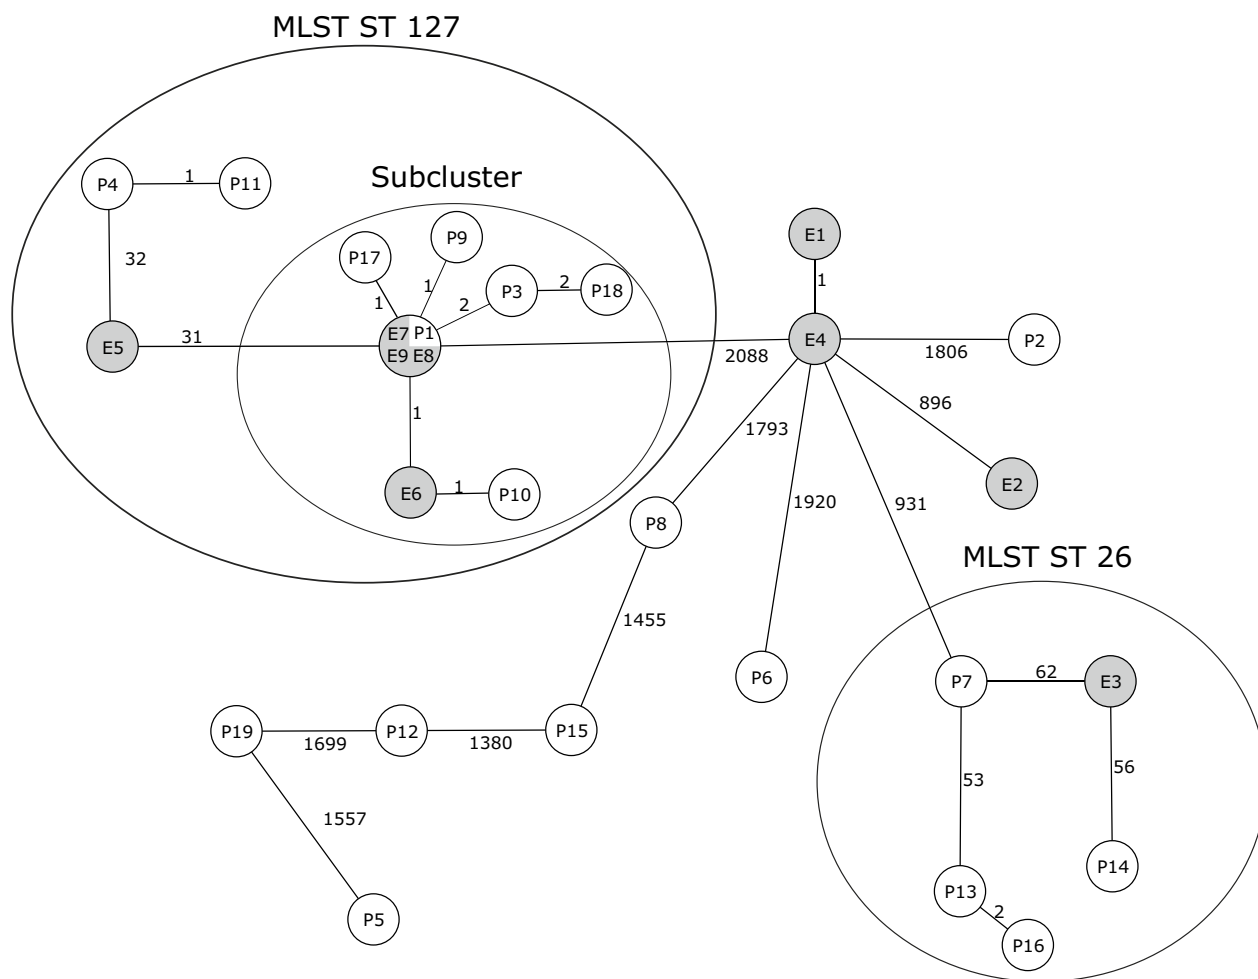 MLST ST 127
Subcluster
P4
1
P11
P17
P9
P3
2
P18
32
1
1
2
E1
1
E5
31
E7 P1
E9 E8
2088
E4
1806
P2
1
896
1793
E6
1
P10
E2
1920
931
P8
MLST ST 26
1455
P6
P7
62
E3
P19
1699
P12
1380
P15
53
56
1557
P14
P13
2
P5
P16